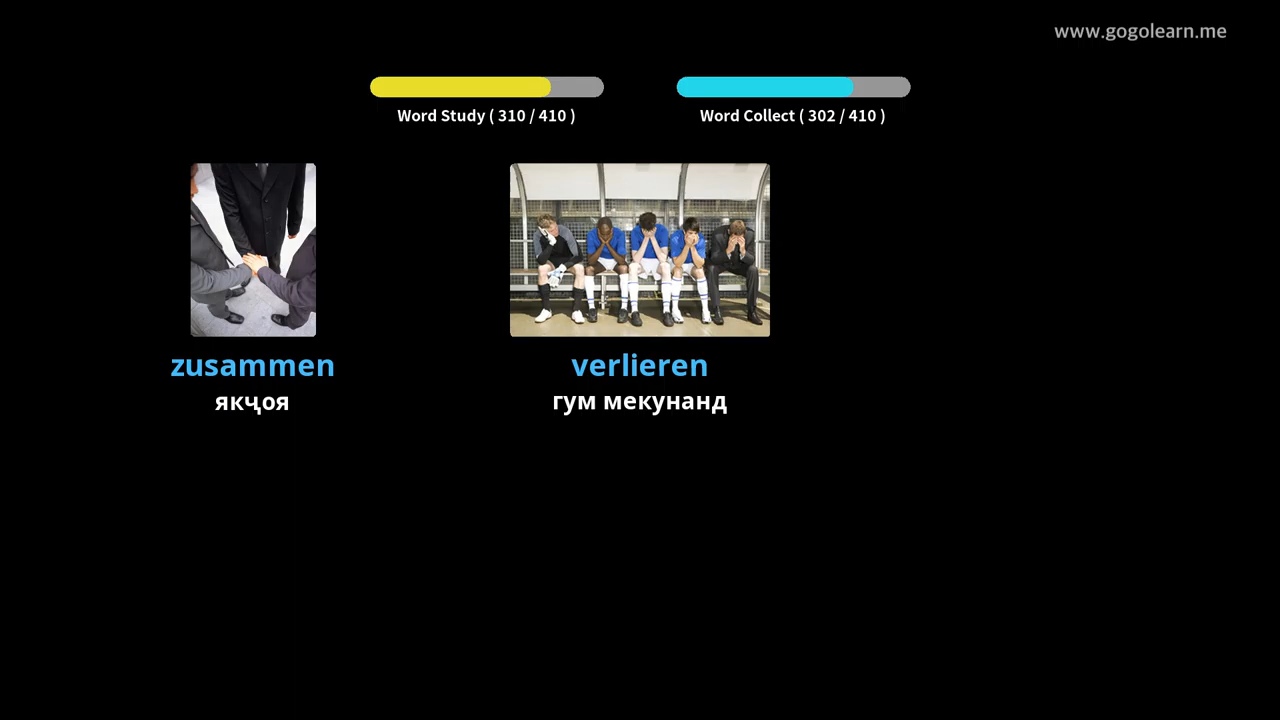 www.gogolearn.me
Word Study ( 310 / 410 )
Word Collect ( 302 / 410 )
zusammen
якҷоя
verlieren
гум мекунанд